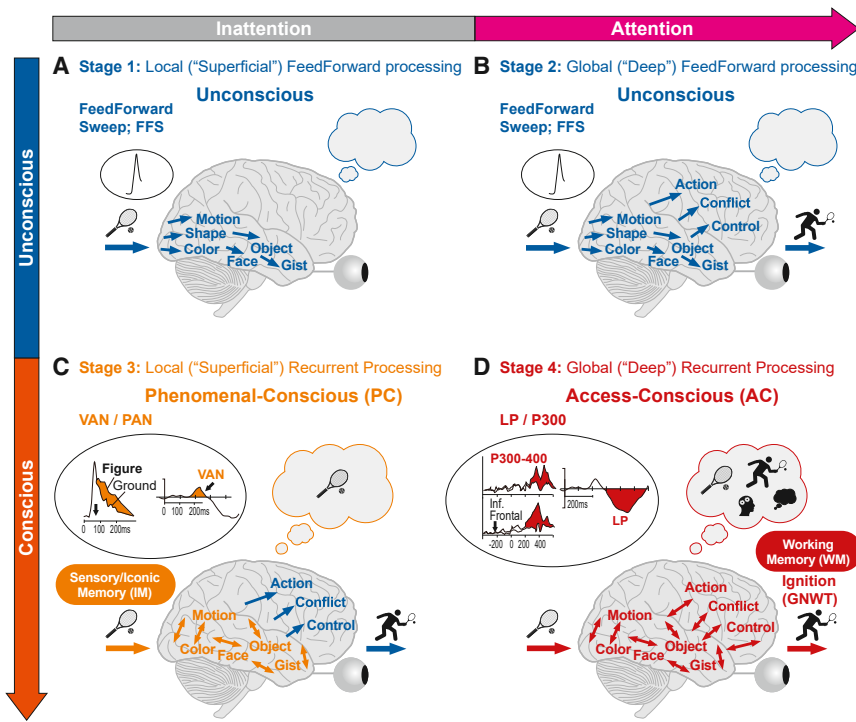 Inattention
Attention
Unconscious
Conscious
A Stage 1: Local (“Superficial”) FeedForward processing
Unconscious
FeedForward
Sweep; FFS
Motion
Shape
Color
Object
Face
Gist
B Stage 2: Global (“Deep”) FeedForward processing
Unconscious
FeedForward
Sweep; FFS
Action
Conflict
Motion
Control
Shape
Color
Object
Face
Gist
C Stage 3: Local (“Superficial”) Recurrent Processing
Phenomenal-Conscious (PC)
VAN / PAN
Figure
Ground
VAN
0 100 200ms
0 100 200ms
Sensory/Iconic
Memory (IM)
Action
Conflict
Motion
Control
Color
Object
Face
Gist
D Stage 4: Global (“Deep”) Recurrent Processing
Access-Conscious (AC)
LP / P300
P300-400
200ms
Inf.
Frontal
LP
-200 0 200 400
Working
Memory (WM)
Ignition
(GNWT)
Action
Conflict
Motion
Control
Color
Object
Face
Gist